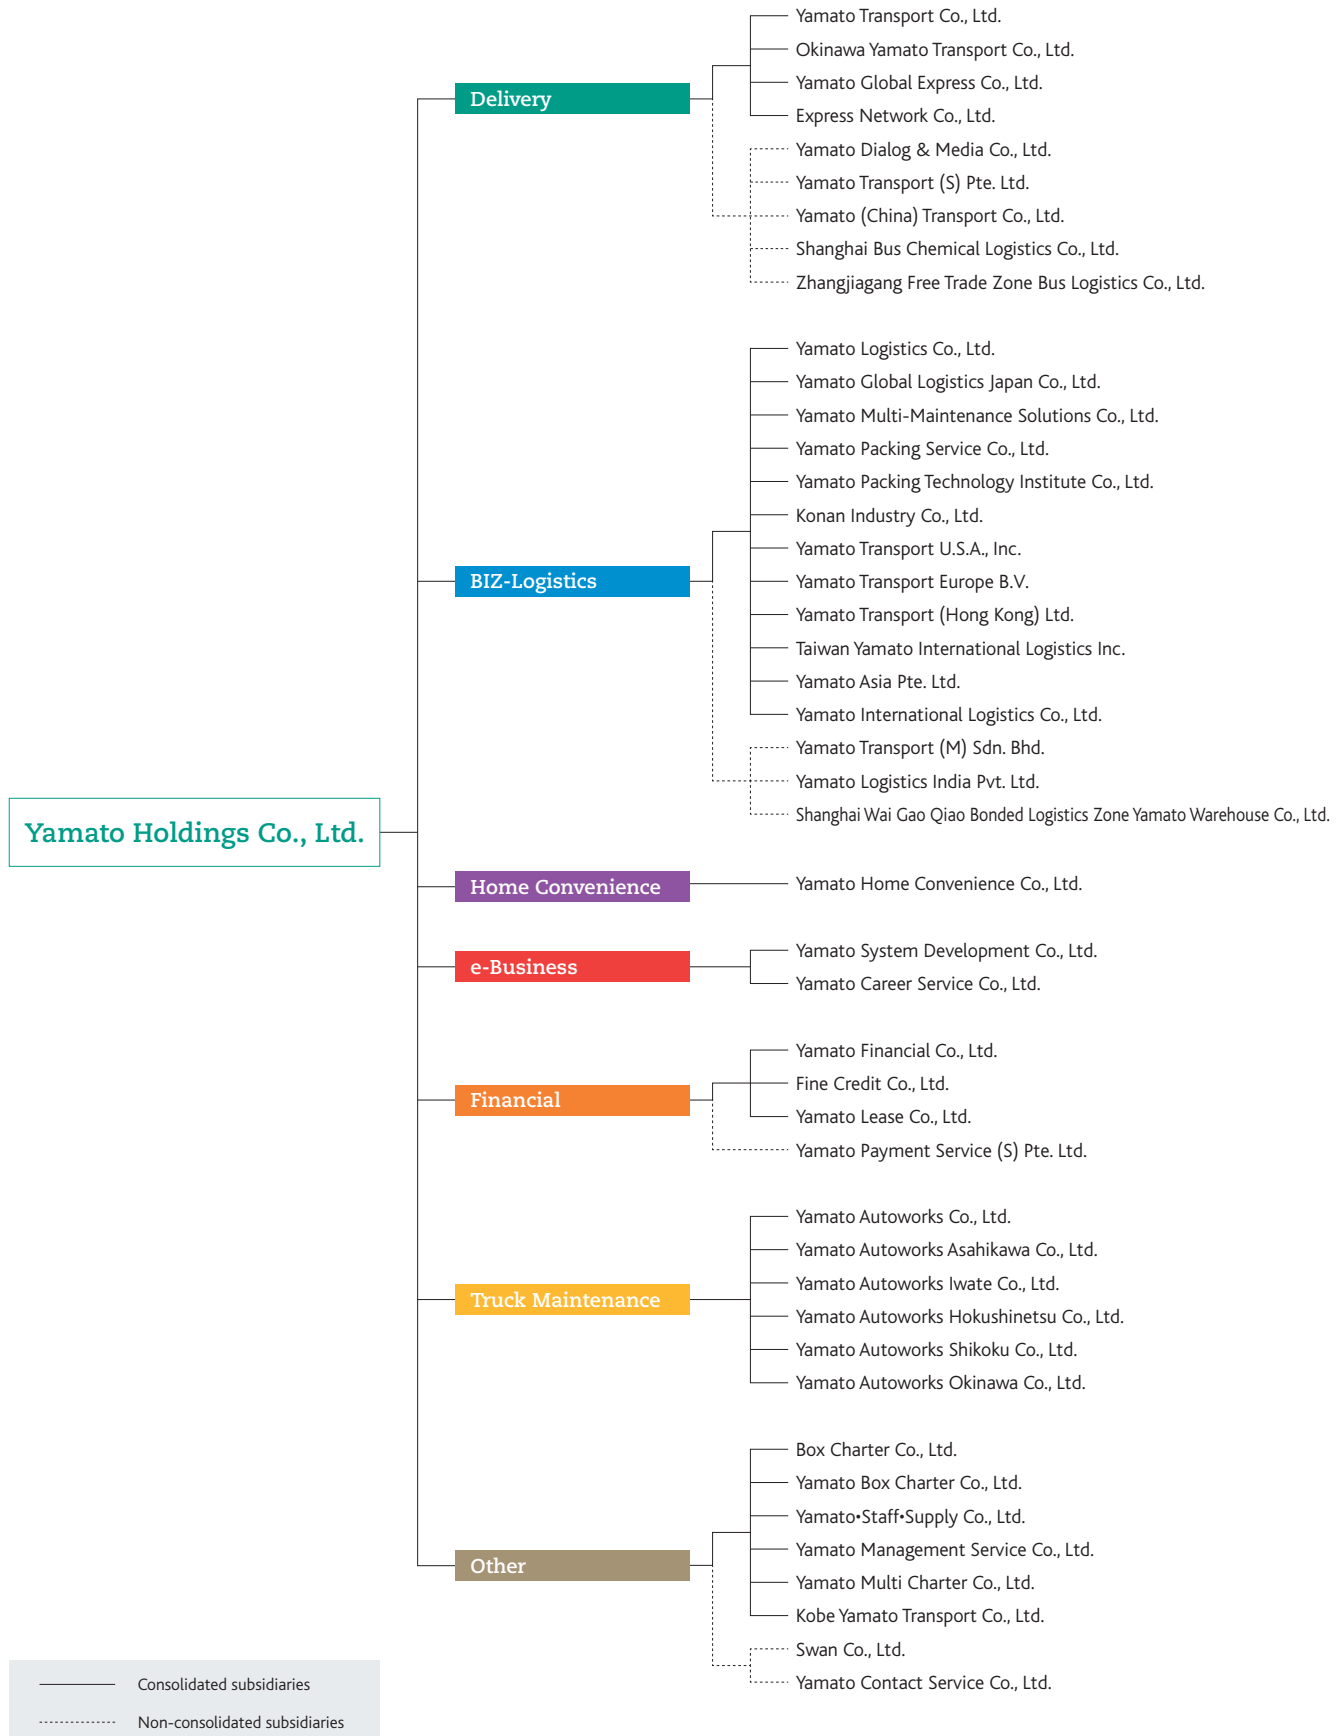 Yamato Holdings Co., Ltd.
Delivery
Yamato Transport Co., Ltd.
Okinawa Yamato Transport Co., Ltd.
Yamato Global Express Co., Ltd.
Express Network Co., Ltd.
Yamato Dialog & Media Co., Ltd.
Yamato Transport (S) Pte. Ltd.
Yamato (China) Transport Co., Ltd.
Shanghai Bus Chemical Logistics Co., Ltd.
Zhangjiagang Free Trade Zone Bus Logistics Co., Ltd.
BIZ-Logistics
Yamato Logistics Co., Ltd.
Yamato Global Logistics Japan Co., Ltd.
Yamato Multi-Maintenance Solutions Co., Ltd.
Yamato Packing Service Co., Ltd.
Yamato Packing Technology Institute Co., Ltd.
Konan Industry Co., Ltd.
Yamato Transport U.S.A., Inc.
Yamato Transport Europe B.V.
Yamato Transport (Hong Kong) Ltd.
Taiwan Yamato International Logistics Inc.
Yamato Asia Pte. Ltd.
Yamato International Logistics Co., Ltd.
Yamato Transport (M) Sdn. Bhd.
Yamato Logistics India Pvt. Ltd.
Shanghai Wai Gao Qiao Bonded Logistics Zone Yamato Warehouse Co., Ltd.
Home Convenience
Yamato Home Convenience Co., Ltd.
e-Business
Yamato System Development Co., Ltd.
Yamato Career Service Co., Ltd.
Financial
Yamato Financial Co., Ltd.
Fine Credit Co., Ltd.
Yamato Lease Co., Ltd.
Yamato Payment Service (S) Pte. Ltd.
Truck Maintenance
Yamato Autoworks Co., Ltd.
Yamato Autoworks Asahikawa Co., Ltd.
Yamato Autoworks Iwate Co., Ltd.
Yamato Autoworks Hokushinetsu Co., Ltd.
Yamato Autoworks Shikoku Co., Ltd.
Yamato Autoworks Okinawa Co., Ltd.
Other
Box Charter Co., Ltd.
Yamato Box Charter Co., Ltd.
Yamato•Staff•Supply Co., Ltd.
Yamato Management Service Co., Ltd.
Yamato Multi Charter Co., Ltd.
Kobe Yamato Transport Co., Ltd.
Swan Co., Ltd.
Yamato Contact Service Co., Ltd.
Consolidated subsidiaries
Non-consolidated subsidiaries